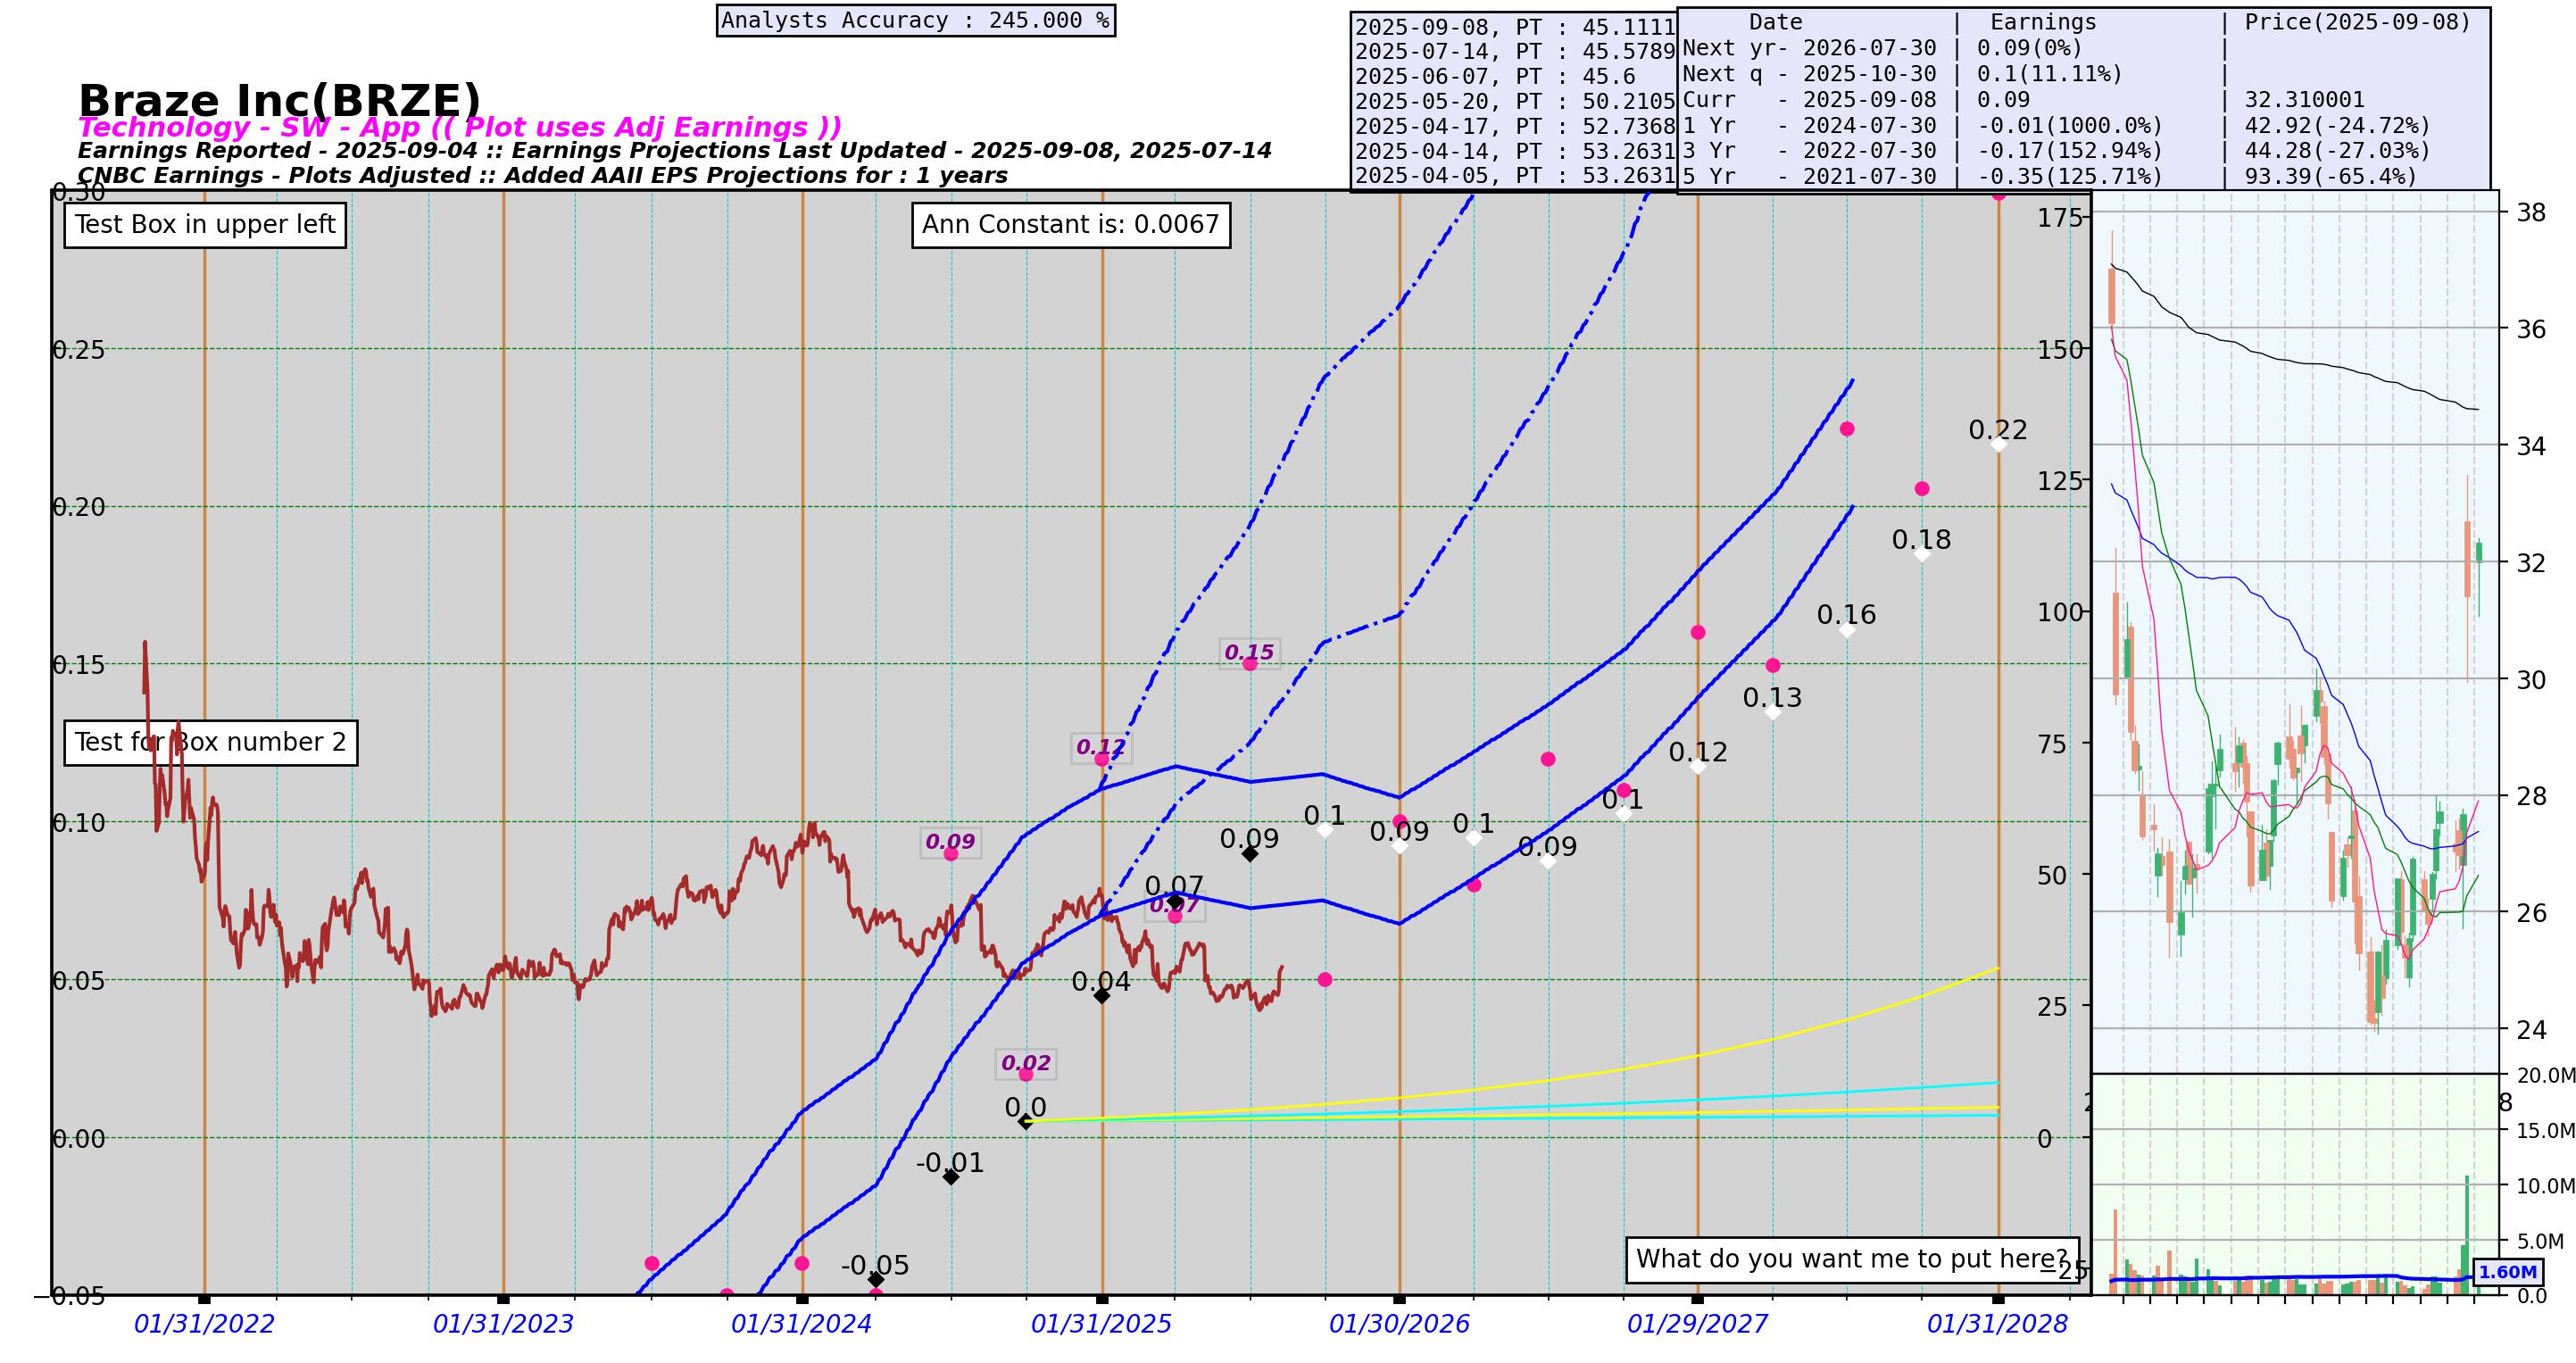 Analysts Accuracy : 245.000 %
2025-09-08, PT : 45.1111
2025-07-14, PT : 45.5789
2025-06-07, PT : 45.6
2025-05-20, PT : 50.2105
2025-04-17, PT : 52.7368
2025-04-14, PT : 53.2631
2025-04-05, PT : 53.2631
Date | Earnings | Price(2025-09-08)
Next yr- 2026-07-30 | 0.09(0%) |
Next q - 2025-10-30 | 0.1(11.11%) |
Curr - 2025-09-08 | 0.09 | 32.310001
1 Yr - 2024-07-30 | -0.01(1000.0%) | 42.92(-24.72%)
3 Yr - 2022-07-30 | -0.17(152.94%) | 44.28(-27.03%)
5 Yr - 2021-07-30 | -0.35(125.71%) | 93.39(-65.4%)
Braze Inc(BRZE)
Technology - SW - App (( Plot uses Adj Earnings ))
Earnings Reported - 2025-09-04 :: Earnings Projections Last Updated - 2025-09-08, 2025-07-14
CNBC Earnings - Plots Adjusted :: Added AAII EPS Projections for : 1 years
0.30
0.25
0.20
0.15
0.10
0.05
0.00
−0.05
Test Box in upper left
Ann Constant is: 0.0067
Test for Box number 2
What do you want me to put here?
0.09
0.02
0.12
0.07
0.15
-0.05
-0.01
0.0
0.04
0.07
0.09
0.1
0.09
0.1
0.09
0.1
0.12
0.13
0.16
0.18
0.22
175
150
125
100
75
50
25
0
−25
38
36
34
32
30
28
26
24
20.0M
15.0M
10.0M
5.0M
0.0
1.60M
2
8
01/31/2022
01/31/2023
01/31/2024
01/31/2025
01/30/2026
01/29/2027
01/31/2028